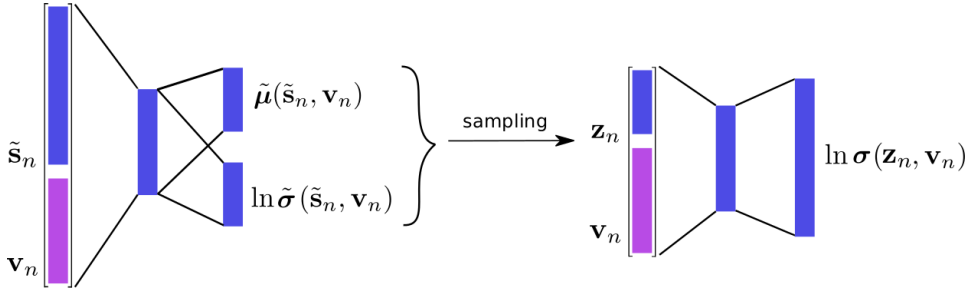 s̃ₙ
vₙ
μ̃(s̃ₙ, vₙ)
ln σ̃(s̃ₙ, vₙ)
sampling
zₙ
vₙ
ln σ(zₙ, vₙ)